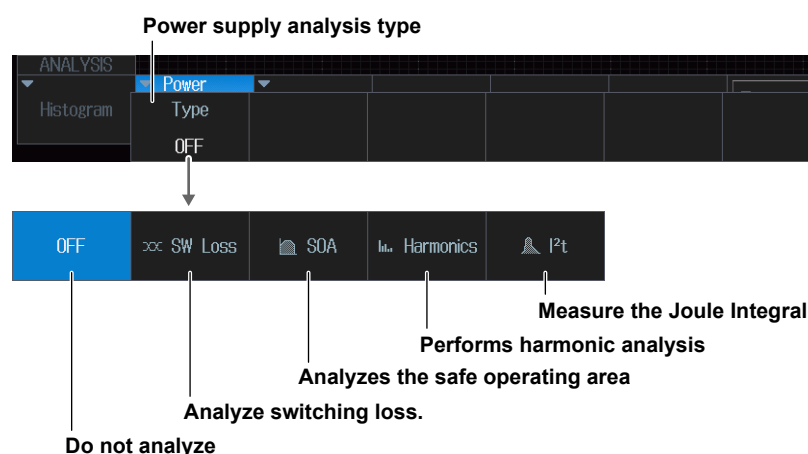 Power supply analysis type
ANALYSIS
Power
Histogram
Type
OFF
OFF
SW Loss
SOA
Harmonics
I²t
Measure the Joule Integral
Performs harmonic analysis
Analyzes the safe operating area
Analyze switching loss.
Do not analyze